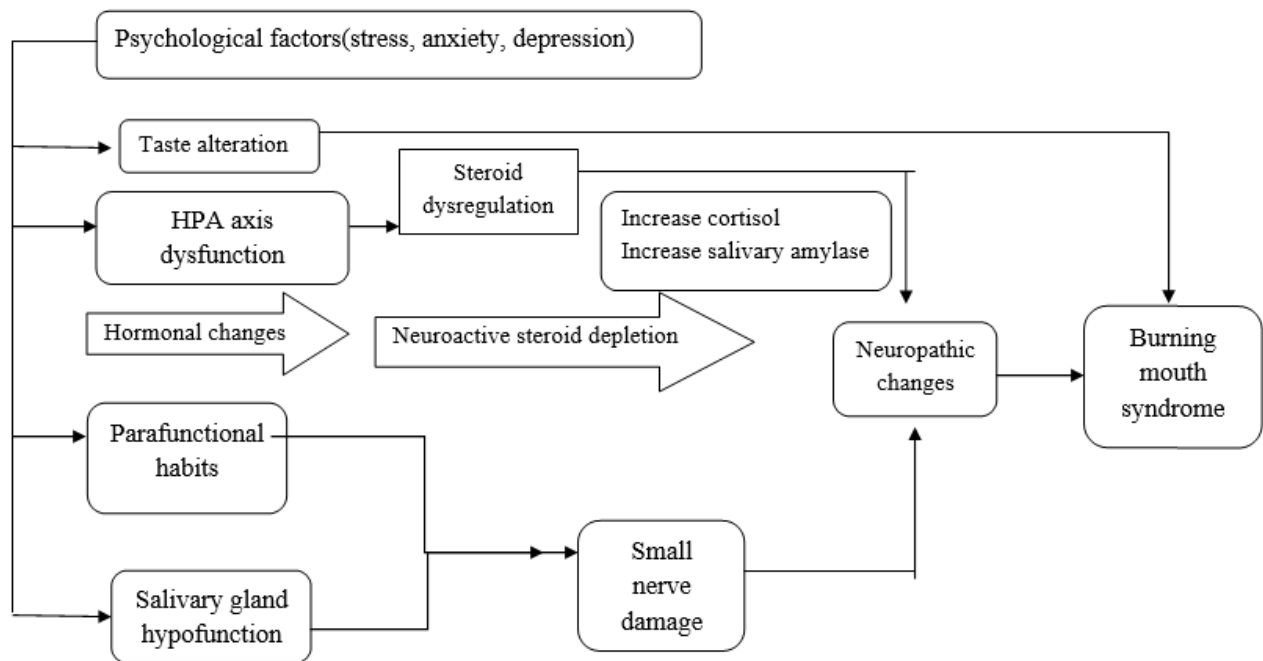 Psychological factors(stress, anxiety, depression)
Taste alteration
Steroid
dysregulation
HPA axis
dysfunction
Increase cortisol
Increase salivary amylase
Hormonal changes
Neuroactive steroid depletion
Neuropathic
changes
Burning
mouth
syndrome
Parafunctional
habits
Small
nerve
damage
Salivary gland
hypofunction